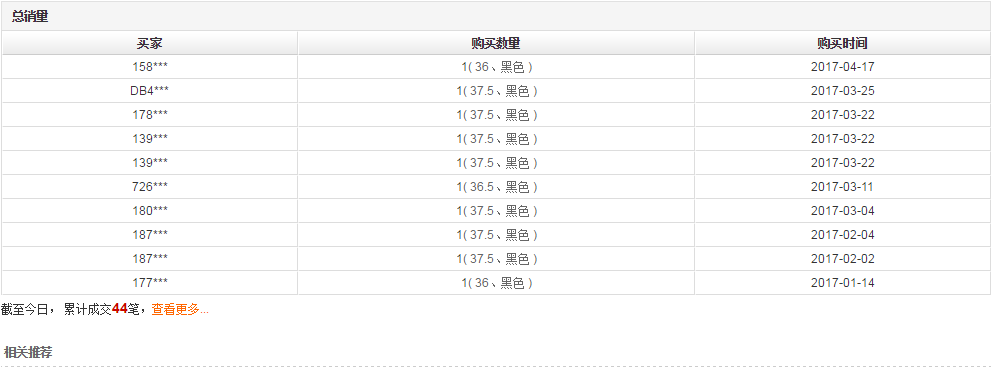 总销量
买家 购买数量 购买时间
158*** 1( 36、黑色 ) 2017-04-17
DB4*** 1( 37.5、黑色 ) 2017-03-25
178*** 1( 37.5、黑色 ) 2017-03-22
139*** 1( 37.5、黑色 ) 2017-03-22
139*** 1( 37.5、黑色 ) 2017-03-22
726*** 1( 36.5、黑色 ) 2017-03-11
180*** 1( 37.5、黑色 ) 2017-03-04
187*** 1( 37.5、黑色 ) 2017-02-04
187*** 1( 37.5、黑色 ) 2017-02-02
177*** 1( 36、黑色 ) 2017-01-14
截至今日， 累计成交44笔，查看更多...
相关推荐